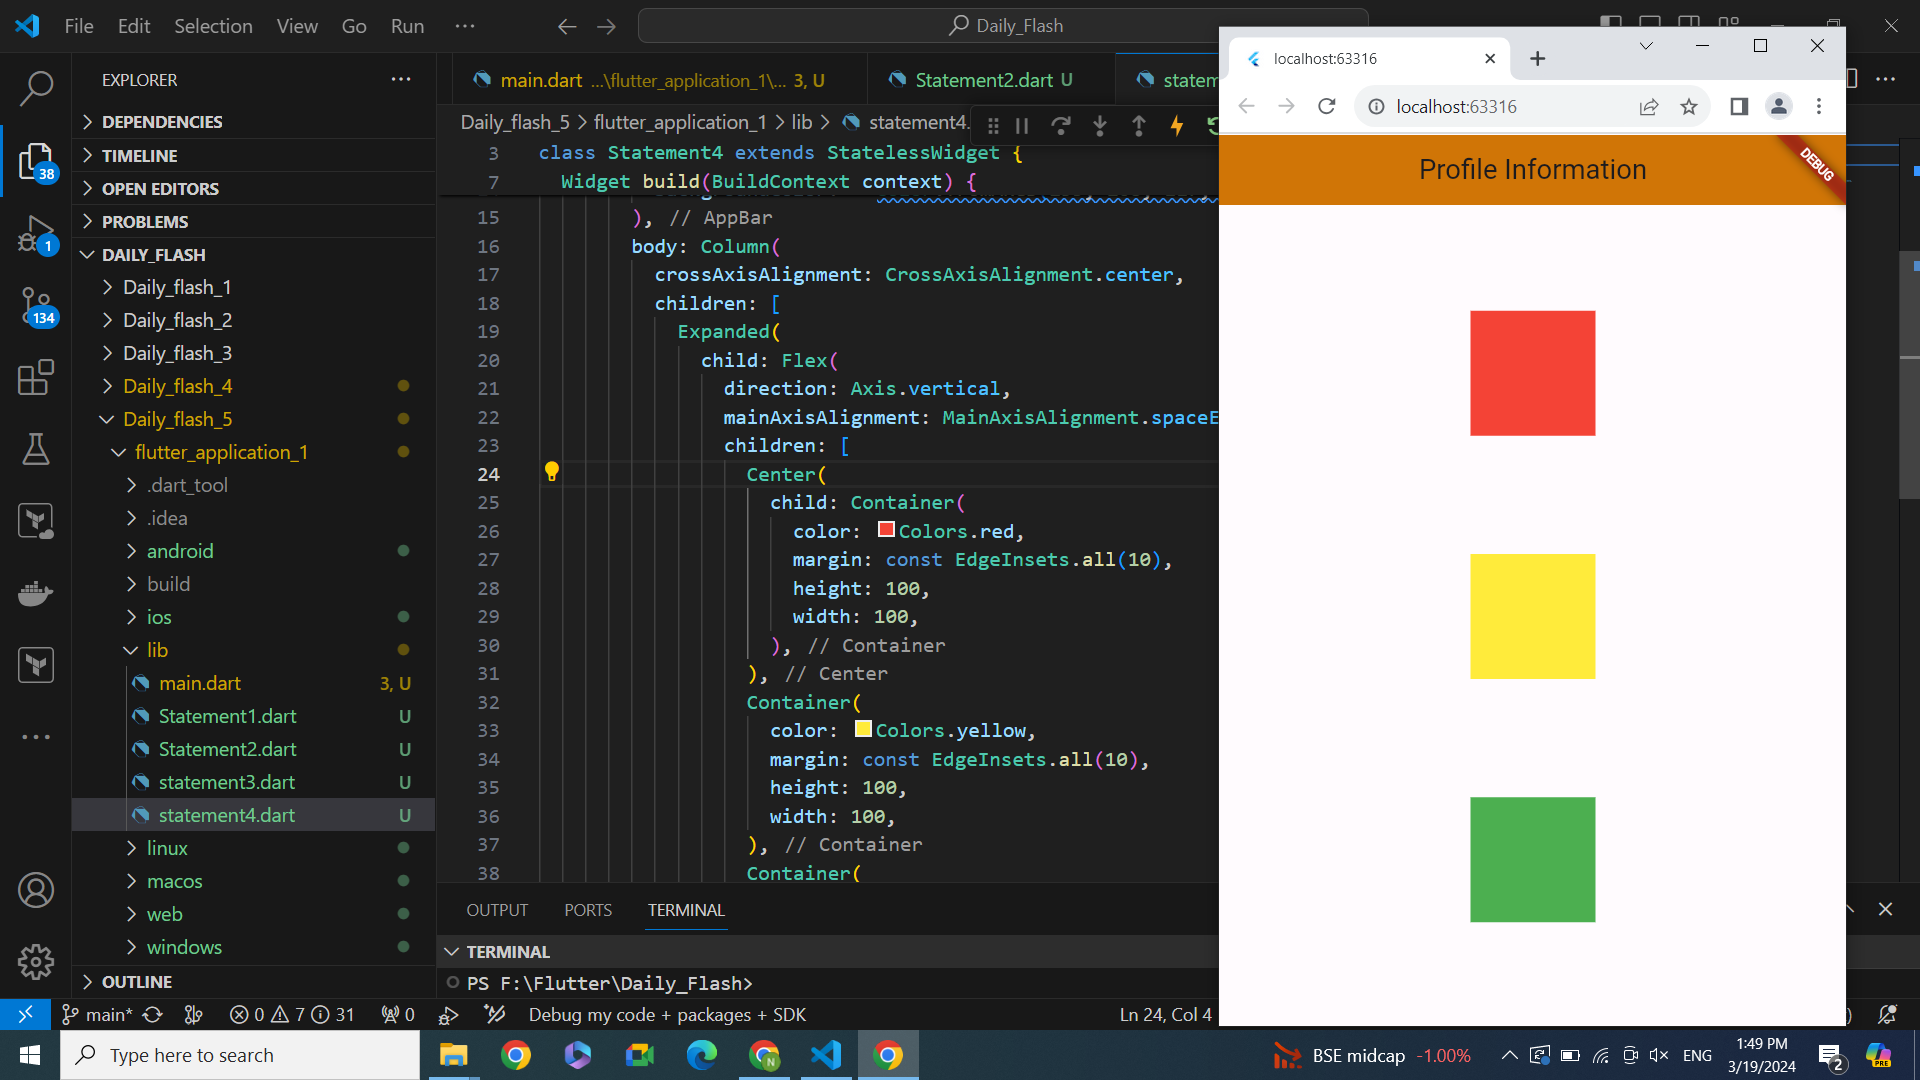 File Edit Selection View Go Run ···
Daily_Flash
EXPLORER
DEPENDENCIES
TIMELINE
OPEN EDITORS
PROBLEMS
DAILY_FLASH
Daily_flash_1
Daily_flash_2
Daily_flash_3
Daily_flash_4
Daily_flash_5
flutter_application_1
.dart_tool
.idea
android
build
ios
lib
main.dart 3, U
Statement1.dart U
Statement2.dart U
statement3.dart U
statement4.dart U
linux
macos
web
windows
OUTLINE
38
1
134
main.dart ...\flutter_application_1\... 3, U
Statement2.dart U
statem
Daily_flash_5 > flutter_application_1 > lib > statement4.
3 class Statement4 extends StatelessWidget {
7 Widget build(BuildContext context) {
15 ), // AppBar
16 body: Column(
17 crossAxisAlignment: CrossAxisAlignment.center,
18 children: [
19 Expanded(
20 child: Flex(
21 direction: Axis.vertical,
22 mainAxisAlignment: MainAxisAlignment.spaceE
23 children: [
24 Center(
25 child: Container(
26 color: Colors.red,
27 margin: const EdgeInsets.all(10),
28 height: 100,
29 width: 100,
30 ), // Container
31 ), // Center
32 Container(
33 color: Colors.yellow,
34 margin: const EdgeInsets.all(10),
35 height: 100,
36 width: 100,
37 ), // Container
38 Container(
OUTPUT PORTS TERMINAL
TERMINAL
PS F:\Flutter\Daily_Flash>
main* 0 7 31 0 Debug my code + packages + SDK Ln 24, Col 4
localhost:63316
localhost:63316
Profile Information
DEBUG
Type here to search
N
BSE midcap -1.00%
ENG
1:49 PM
3/19/2024
2
PRE